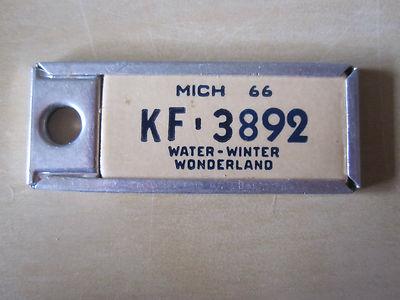 MICH 66
KF·3892
WATER-WINTER
WONDERLAND